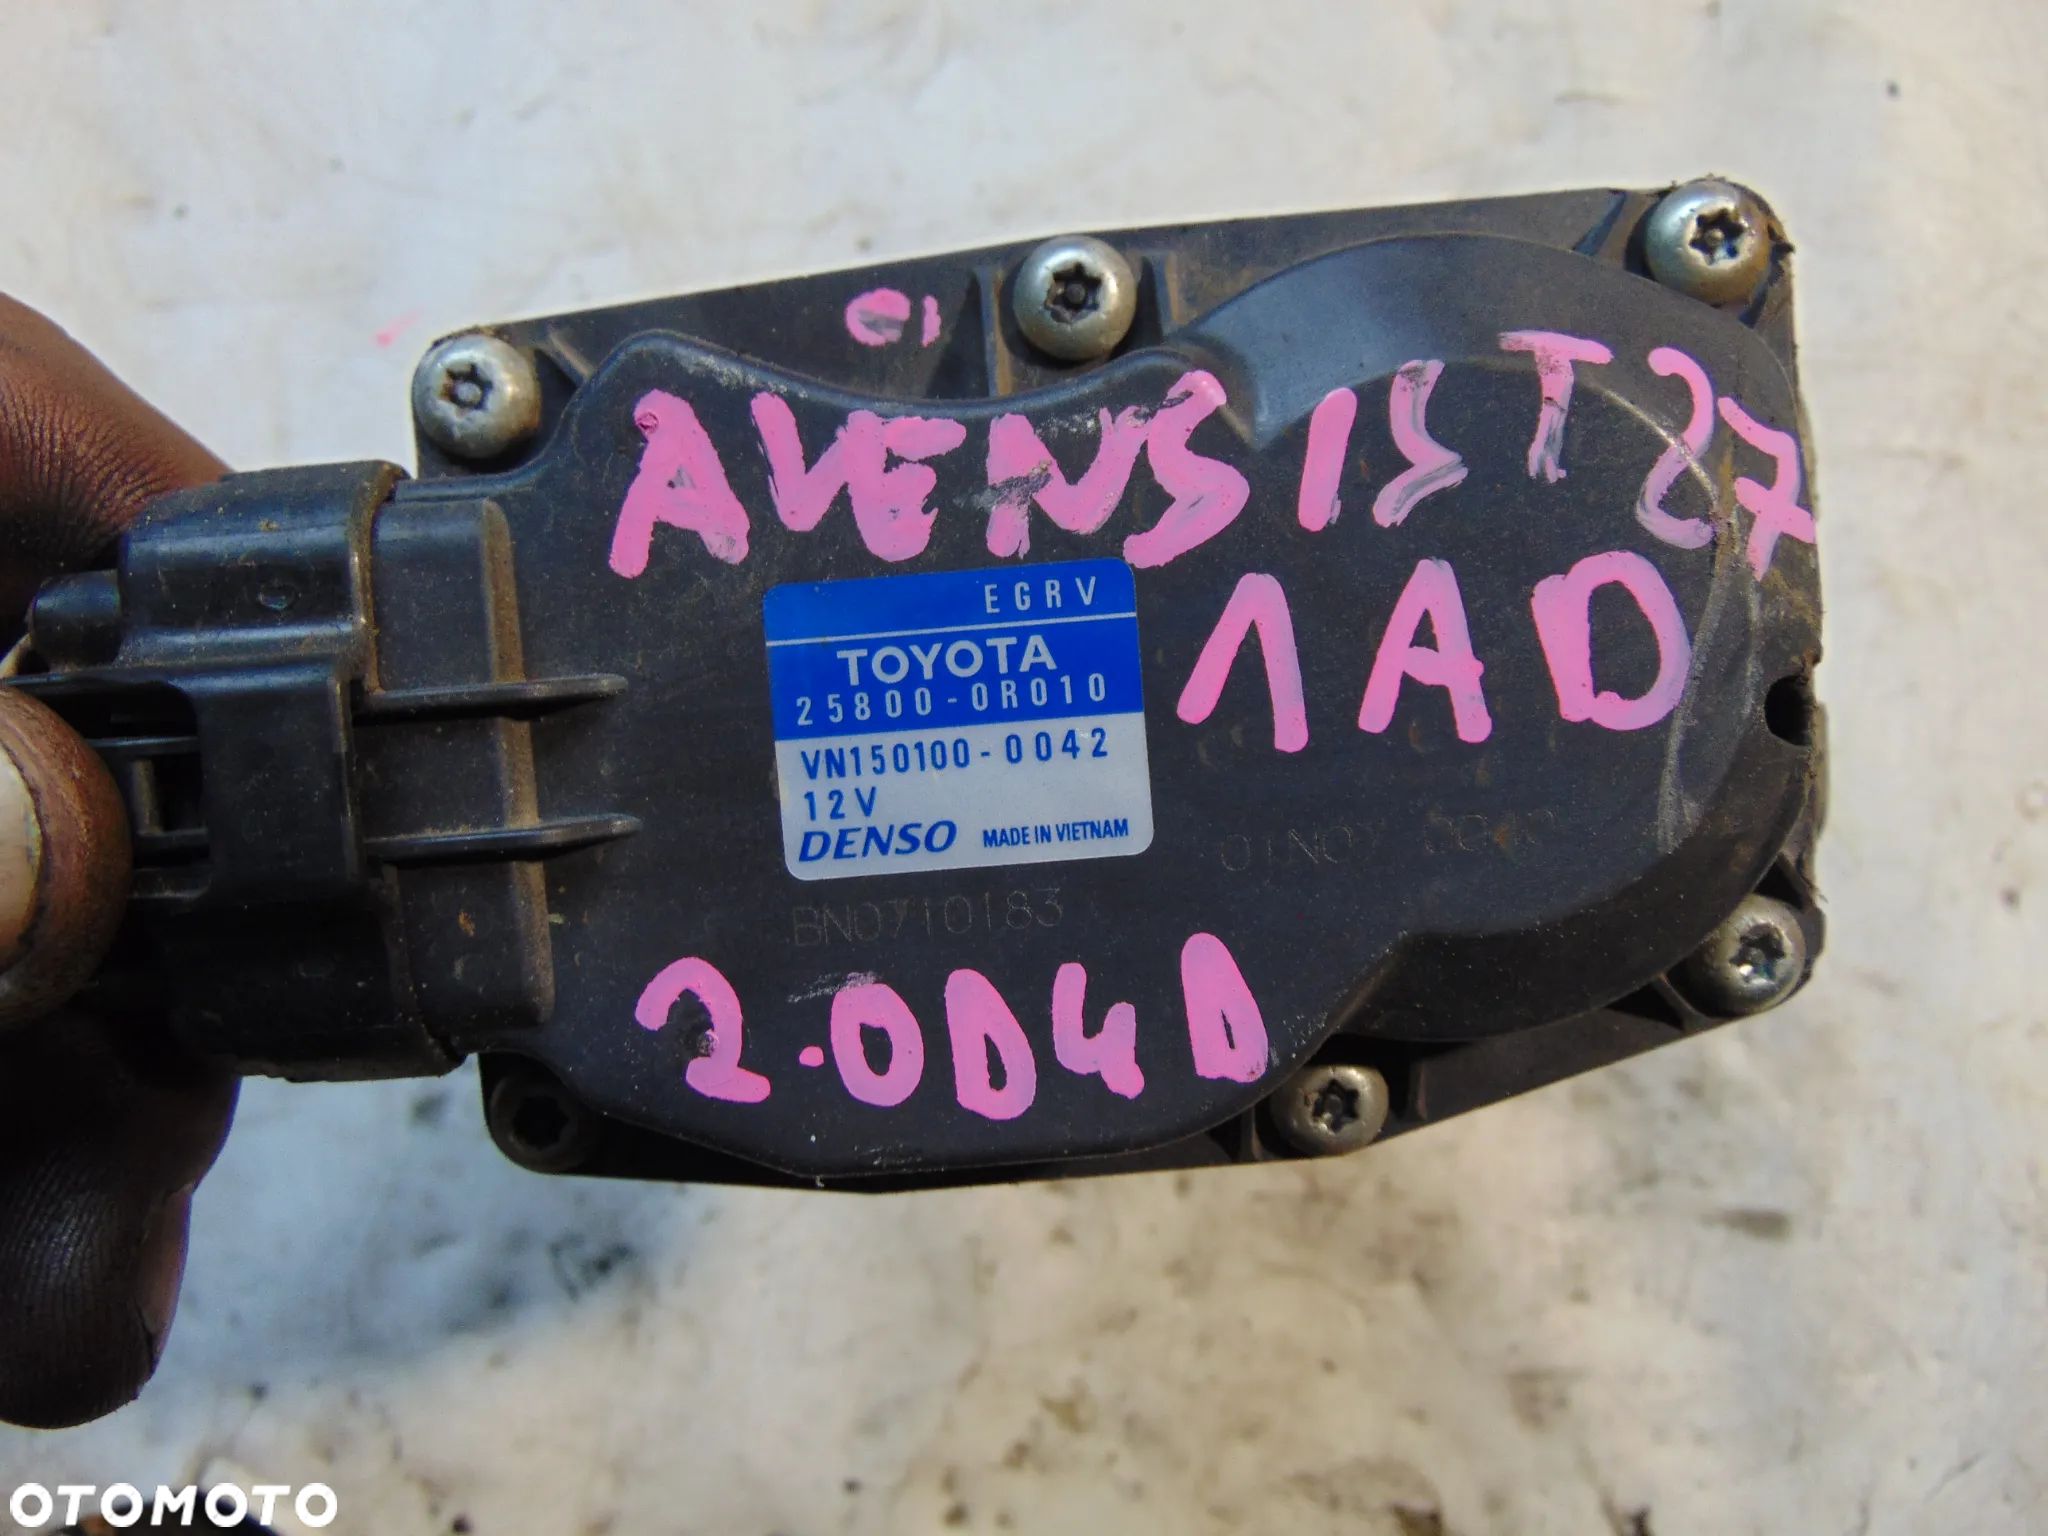 AVENSIS T27
EGRV
TOYOTA
25800-0R010
1AD
VN150100-0042
12V
DENSO MADE IN VIETNAM
BN0710183
2.0D4D
OTOMOTO